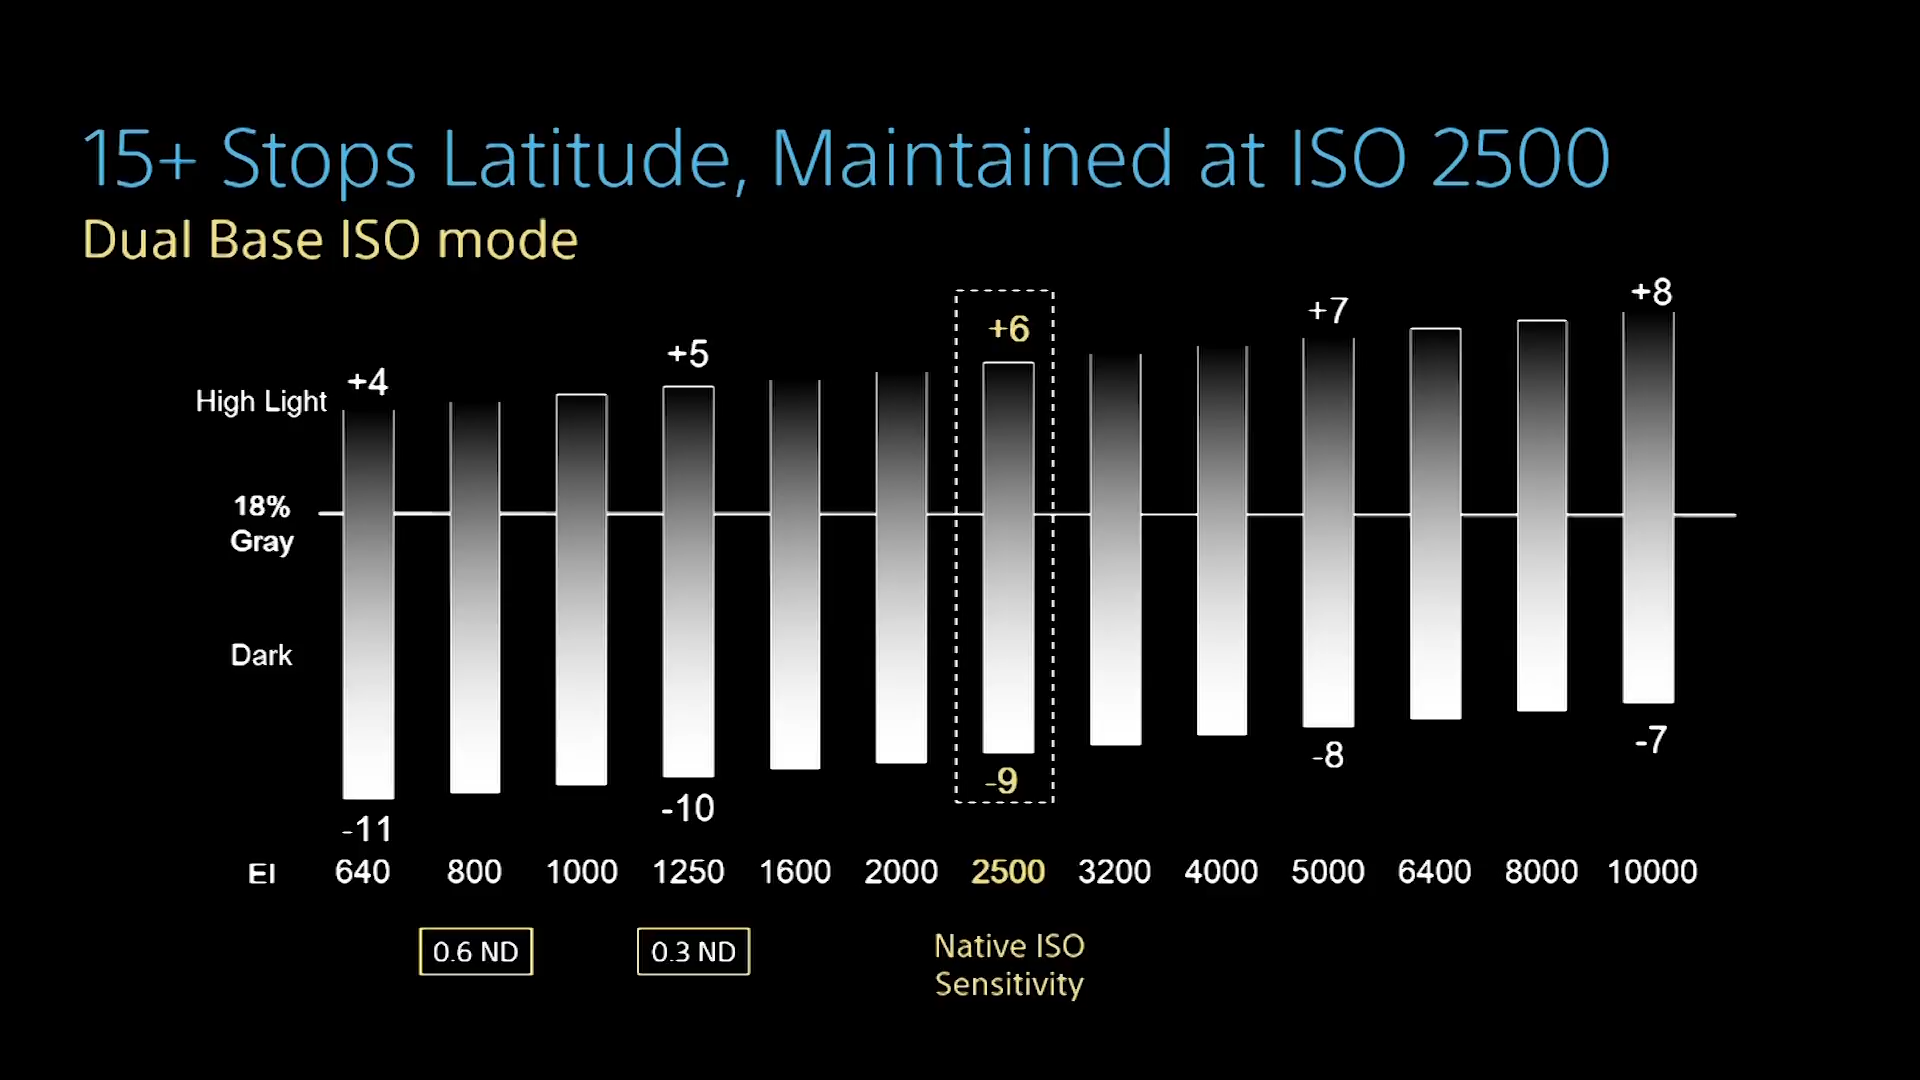 15+ Stops Latitude, Maintained at ISO 2500
Dual Base ISO mode
+4
+5
+6
+7
+8
High Light
18%
Gray
Dark
-11
-10
-9
-8
-7
EI 640 800 1000 1250 1600 2000 2500 3200 4000 5000 6400 8000 10000
0.6 ND
0.3 ND
Native ISO
Sensitivity